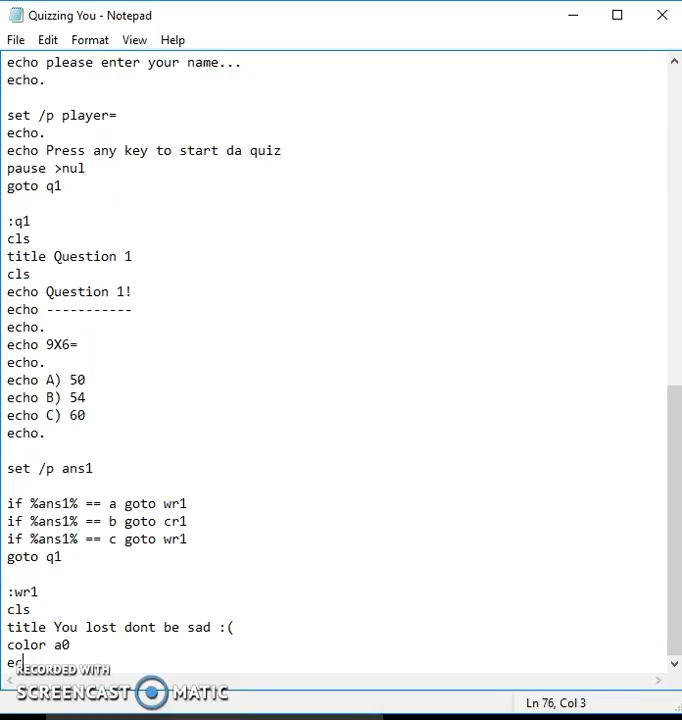 Quizzing You - Notepad
File Edit Format View Help
echo please enter your name...
echo.
set /p player=
echo.
echo Press any key to start da quiz
pause >nul
goto q1
:q1
cls
title Question 1
cls
echo Question 1!
echo -----------
echo.
echo 9X6=
echo.
echo A) 50
echo B) 54
echo C) 60
echo.
set /p ans1
if %ans1% == a goto wr1
if %ans1% == b goto cr1
if %ans1% == c goto wr1
goto q1
:wr1
cls
title You lost dont be sad :(
color a0
ec
RECORDED WITH
SCREENCAST MATIC
Ln 76, Col 3